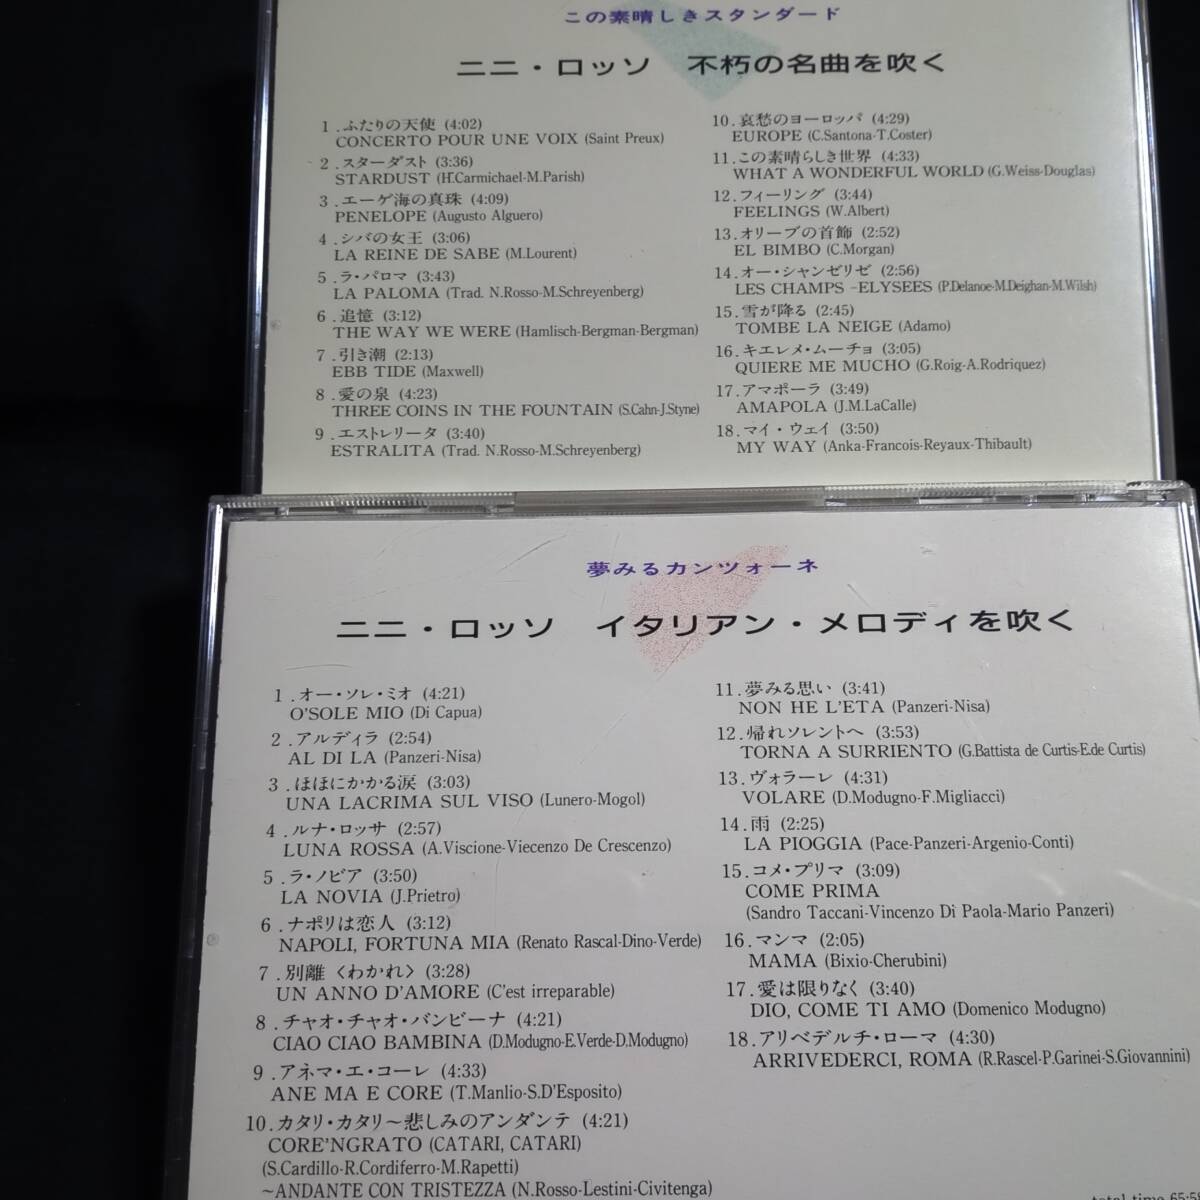 この素晴しきスタンダード
ニニ・ロッソ　不朽の名曲を吹く
1.ふたりの天使 (4:02)
CONCERTO POUR UNE VOIX (Saint Preux)
2.スターダスト (3:36)
STARDUST (H.Carmichael-M.Parish)
3.エーゲ海の真珠 (4:09)
PENELOPE (Augusto Alguero)
4.シバの女王 (3:06)
LA REINE DE SABE (M.Lourent)
5.ラ・パロマ (3:43)
LA PALOMA (Trad. N.Rosso-M.Schreyenberg)
6.追憶 (3:12)
THE WAY WE WERE (Hamlisch-Bergman-Bergman)
7.引き潮 (2:13)
EBB TIDE (Maxwell)
8.愛の泉 (4:23)
THREE COINS IN THE FOUNTAIN (S.Cahn-J.Styne)
9.エストレリータ (3:40)
ESTRALITA (Trad. N.Rosso-M.Schreyenberg)
10.哀愁のヨーロッパ (4:29)
EUROPE (C.Santona-T.Coster)
11.この素晴らしき世界 (4:33)
WHAT A WONDERFUL WORLD (G.Weiss-Douglas)
12.フィーリング (3:44)
FEELINGS (W.Albert)
13.オリーブの首飾 (2:52)
EL BIMBO (C.Morgan)
14.オー・シャンゼリゼ (2:56)
LES CHAMPS-ELYSEES (P.Delanoe-M.Deighan-M.Wilsh)
15.雪が降る (2:45)
TOMBE LA NEIGE (Adamo)
16.キエレメ・ムーチョ (3:05)
QUIERE ME MUCHO (G.Roig-A.Rodriquez)
17.アマポーラ (3:49)
AMAPOLA (J.M.LaCalle)
18.マイ・ウェイ (3:50)
MY WAY (Anka-Francois-Reyaux-Thibault)
夢みるカンツォーネ
ニニ・ロッソ　イタリアン・メロディを吹く
1.オー・ソレ・ミオ (4:21)
O'SOLE MIO (Di Capua)
2.アルディラ (2:54)
AL DI LA (Panzeri-Nisa)
3.ほほにかかる涙 (3:03)
UNA LACRIMA SUL VISO (Lunero-Mogol)
4.ルナ・ロッサ (2:57)
LUNA ROSSA (A.Viscione-Viecenzo De Crescenzo)
5.ラ・ノビア (3:50)
LA NOVIA (J.Prietro)
6.ナポリは恋人 (3:12)
NAPOLI, FORTUNA MIA (Renato Rascal-Dino-Verde)
7.別離〈わかれ〉 (3:28)
UN ANNO D'AMORE (C'est irreparable)
8.チャオ・チャオ・バンビーナ (4:21)
CIAO CIAO BAMBINA (D.Modugno-E.Verde-D.Modugno)
9.アネマ・エ・コーレ (4:33)
ANE MA E CORE (T.Manlio-S.D'Esposito)
10.カタリ・カタリ～悲しみのアンダンテ (4:21)
CORE'NGRATO (CATARI, CATARI)
(S.Cardillo-R.Cordiferro-M.Rapetti)
～ANDANTE CON TRISTEZZA (N.Rosso-Lestini-Civitenga)
11.夢みる思い (3:41)
NON HE L'ETA (Panzeri-Nisa)
12.帰れソレントへ (3:53)
TORNA A SURRIENTO (G.Battista de Curtis-E.de Curtis)
13.ヴォラーレ (4:31)
VOLARE (D.Modugno-F.Migliacci)
14.雨 (2:25)
LA PIOGGIA (Pace-Panzeri-Argenio-Conti)
15.コメ・プリマ (3:09)
COME PRIMA
(Sandro Taccani-Vincenzo Di Paola-Mario Panzeri)
16.マンマ (2:05)
MAMA (Bixio-Cherubini)
17.愛は限りなく (3:40)
DIO, COME TI AMO (Domenico Modugno)
18.アリベデルチ・ローマ (4:30)
ARRIVEDERCI, ROMA (R.Rascel-P.Garinei-S.Giovannini)
total time